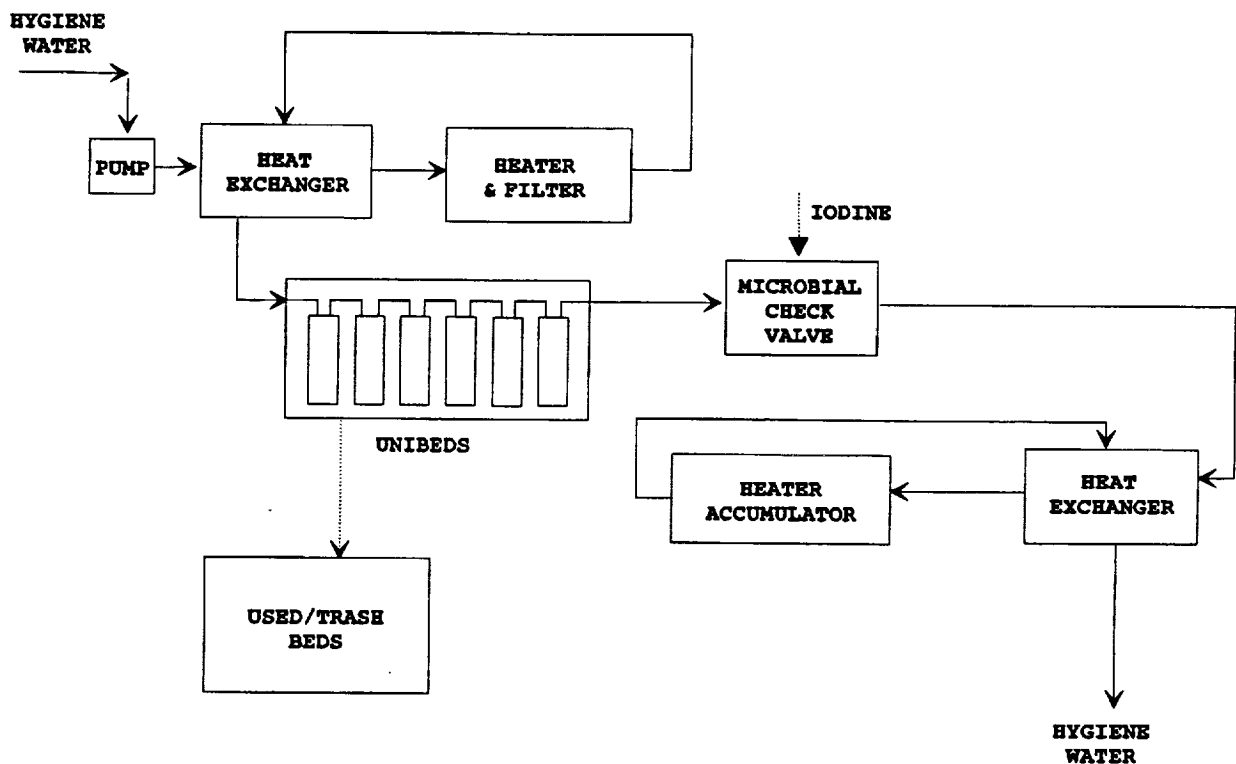 HYGIENE
WATER
PUMP
HEAT
EXCHANGER
HEATER
& FILTER
IODINE
MICROBIAL
CHECK
VALVE
UNIBEDS
HEATER
ACCUMULATOR
HEAT
EXCHANGER
USED/TRASH
BEDS
HYGIENE
WATER